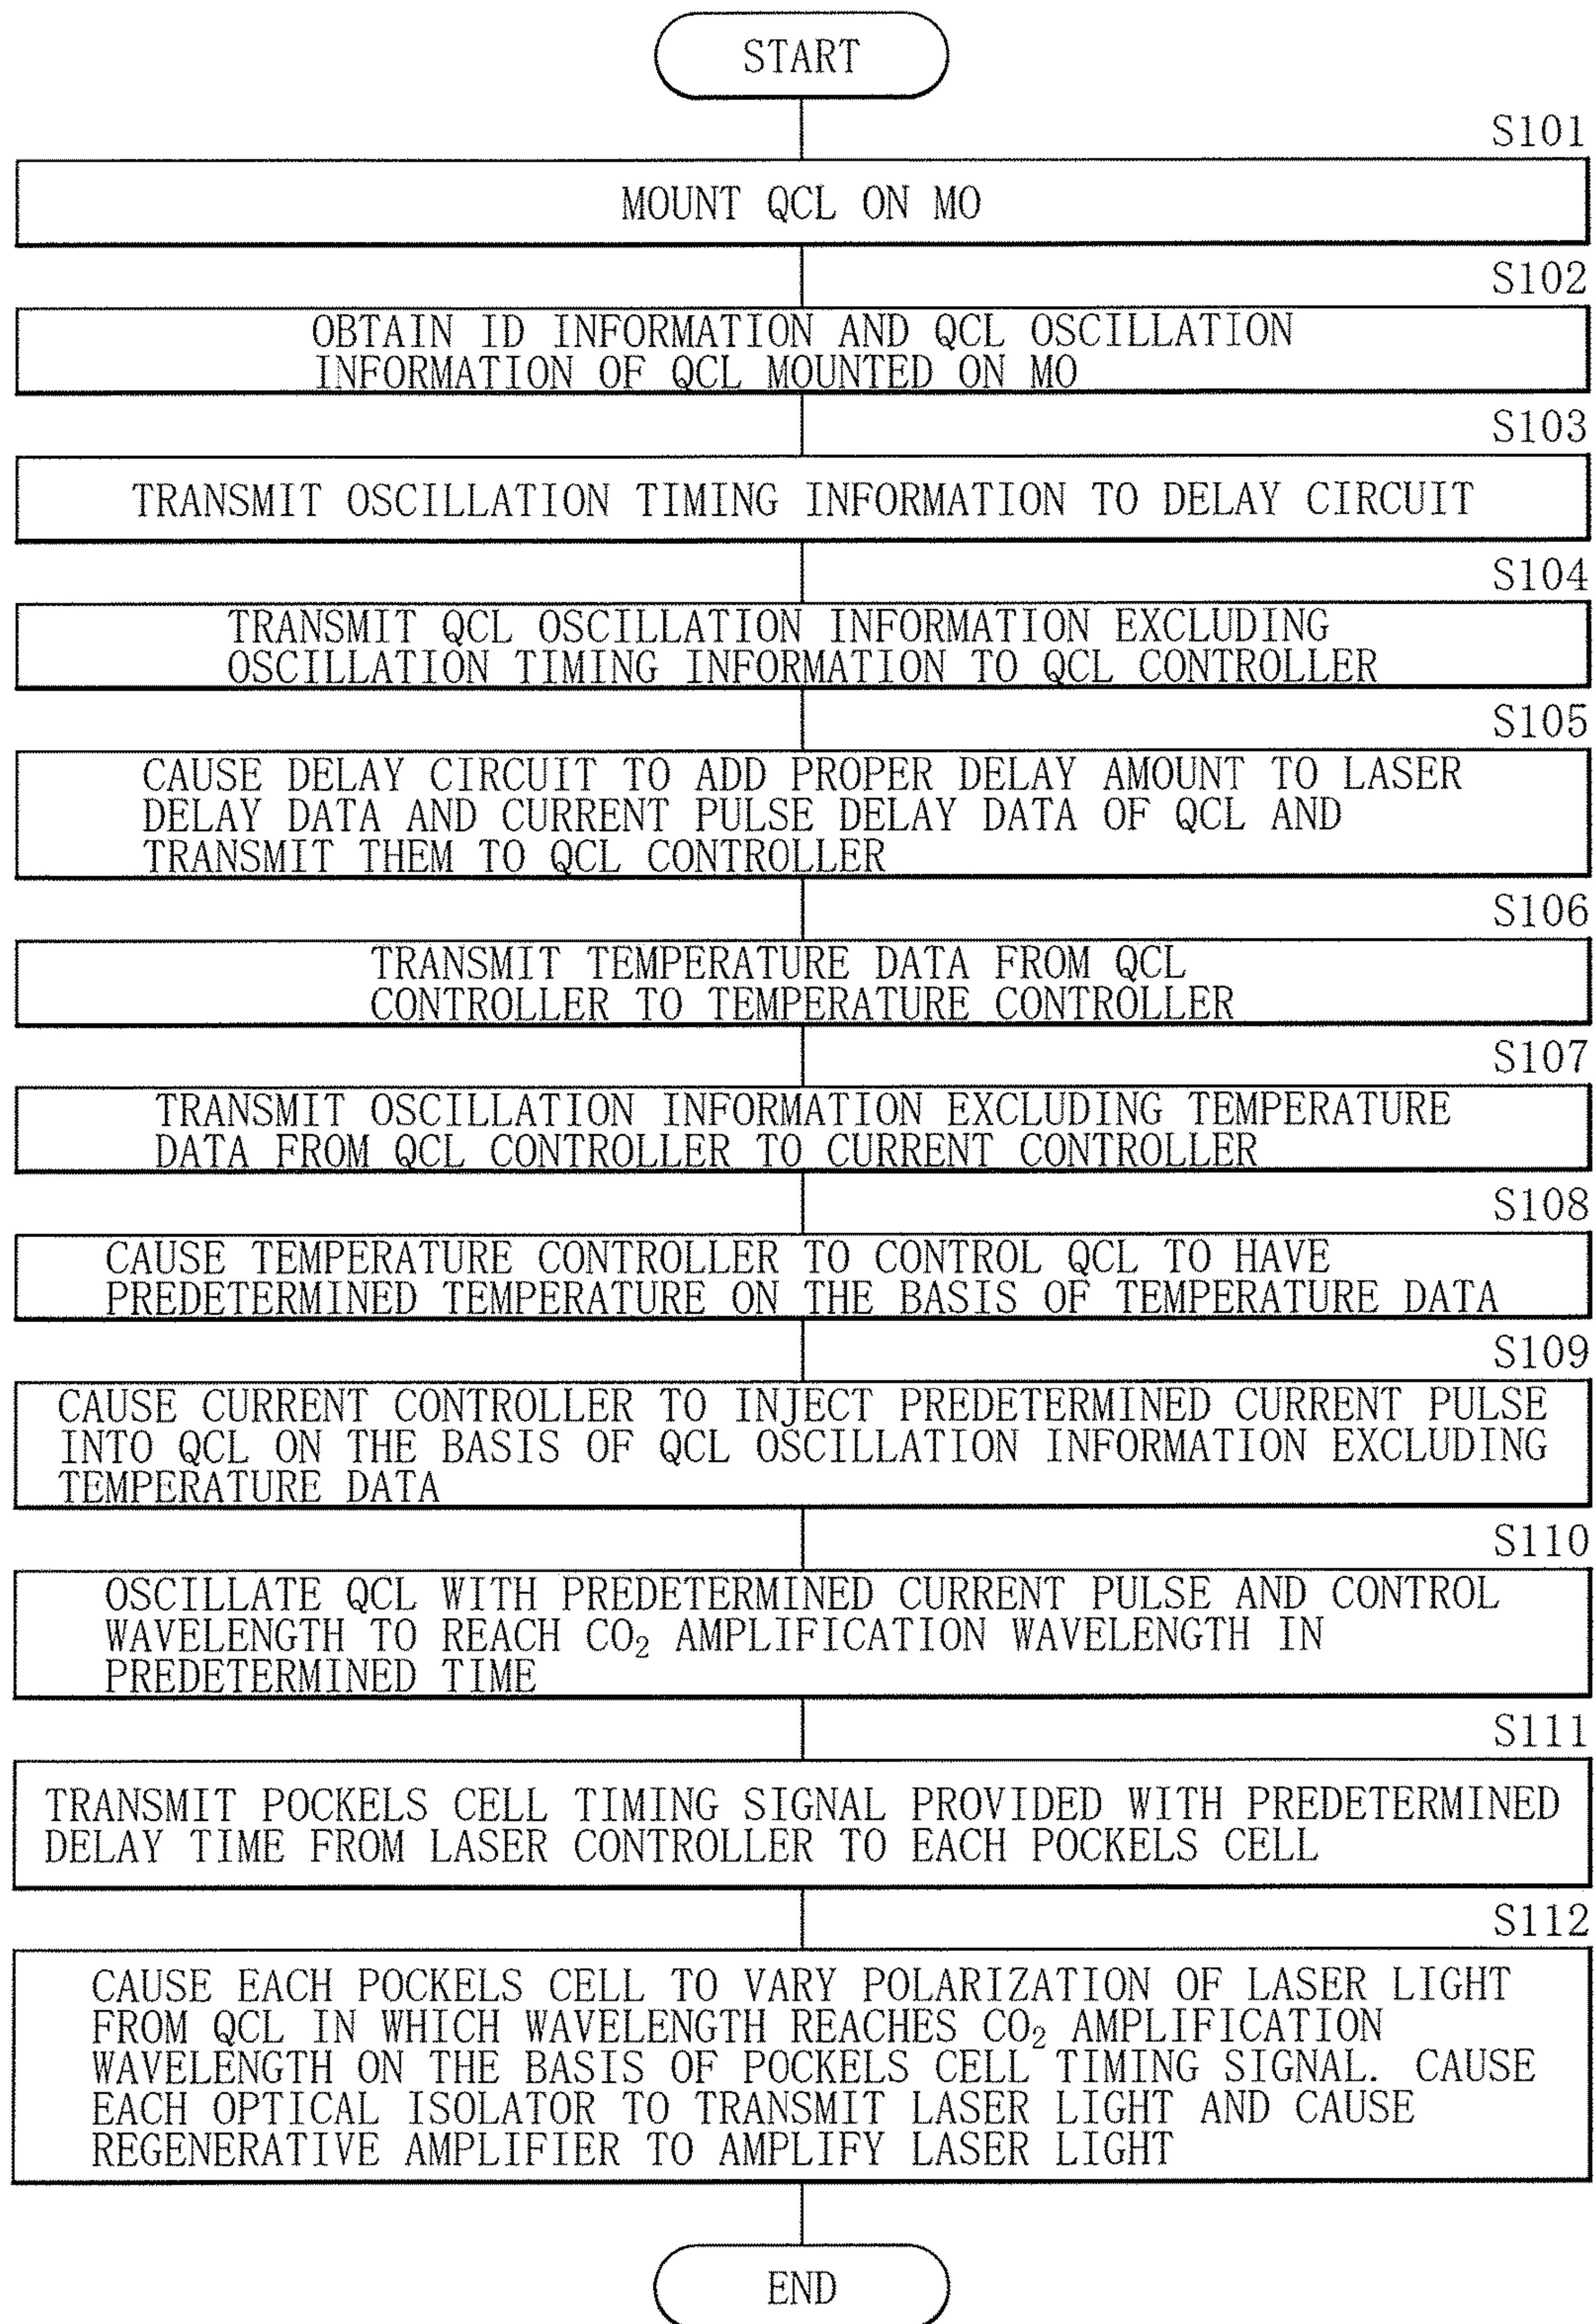 START
S101
MOUNT QCL ON MO
S102
OBTAIN ID INFORMATION AND QCL OSCILLATION
INFORMATION OF QCL MOUNTED ON MO
S103
TRANSMIT OSCILLATION TIMING INFORMATION TO DELAY CIRCUIT
S104
TRANSMIT QCL OSCILLATION INFORMATION EXCLUDING
OSCILLATION TIMING INFORMATION TO QCL CONTROLLER
S105
CAUSE DELAY CIRCUIT TO ADD PROPER DELAY AMOUNT TO LASER
DELAY DATA AND CURRENT PULSE DELAY DATA OF QCL AND
TRANSMIT THEM TO QCL CONTROLLER
S106
TRANSMIT TEMPERATURE DATA FROM QCL
CONTROLLER TO TEMPERATURE CONTROLLER
S107
TRANSMIT OSCILLATION INFORMATION EXCLUDING TEMPERATURE
DATA FROM QCL CONTROLLER TO CURRENT CONTROLLER
S108
CAUSE TEMPERATURE CONTROLLER TO CONTROL QCL TO HAVE
PREDETERMINED TEMPERATURE ON THE BASIS OF TEMPERATURE DATA
S109
CAUSE CURRENT CONTROLLER TO INJECT PREDETERMINED CURRENT PULSE
INTO QCL ON THE BASIS OF QCL OSCILLATION INFORMATION EXCLUDING
TEMPERATURE DATA
S110
OSCILLATE QCL WITH PREDETERMINED CURRENT PULSE AND CONTROL
WAVELENGTH TO REACH CO₂ AMPLIFICATION WAVELENGTH IN
PREDETERMINED TIME
S111
TRANSMIT POCKELS CELL TIMING SIGNAL PROVIDED WITH PREDETERMINED
DELAY TIME FROM LASER CONTROLLER TO EACH POCKELS CELL
S112
CAUSE EACH POCKELS CELL TO VARY POLARIZATION OF LASER LIGHT
FROM QCL IN WHICH WAVELENGTH REACHES CO₂ AMPLIFICATION
WAVELENGTH ON THE BASIS OF POCKELS CELL TIMING SIGNAL. CAUSE
EACH OPTICAL ISOLATOR TO TRANSMIT LASER LIGHT AND CAUSE
REGENERATIVE AMPLIFIER TO AMPLIFY LASER LIGHT
END